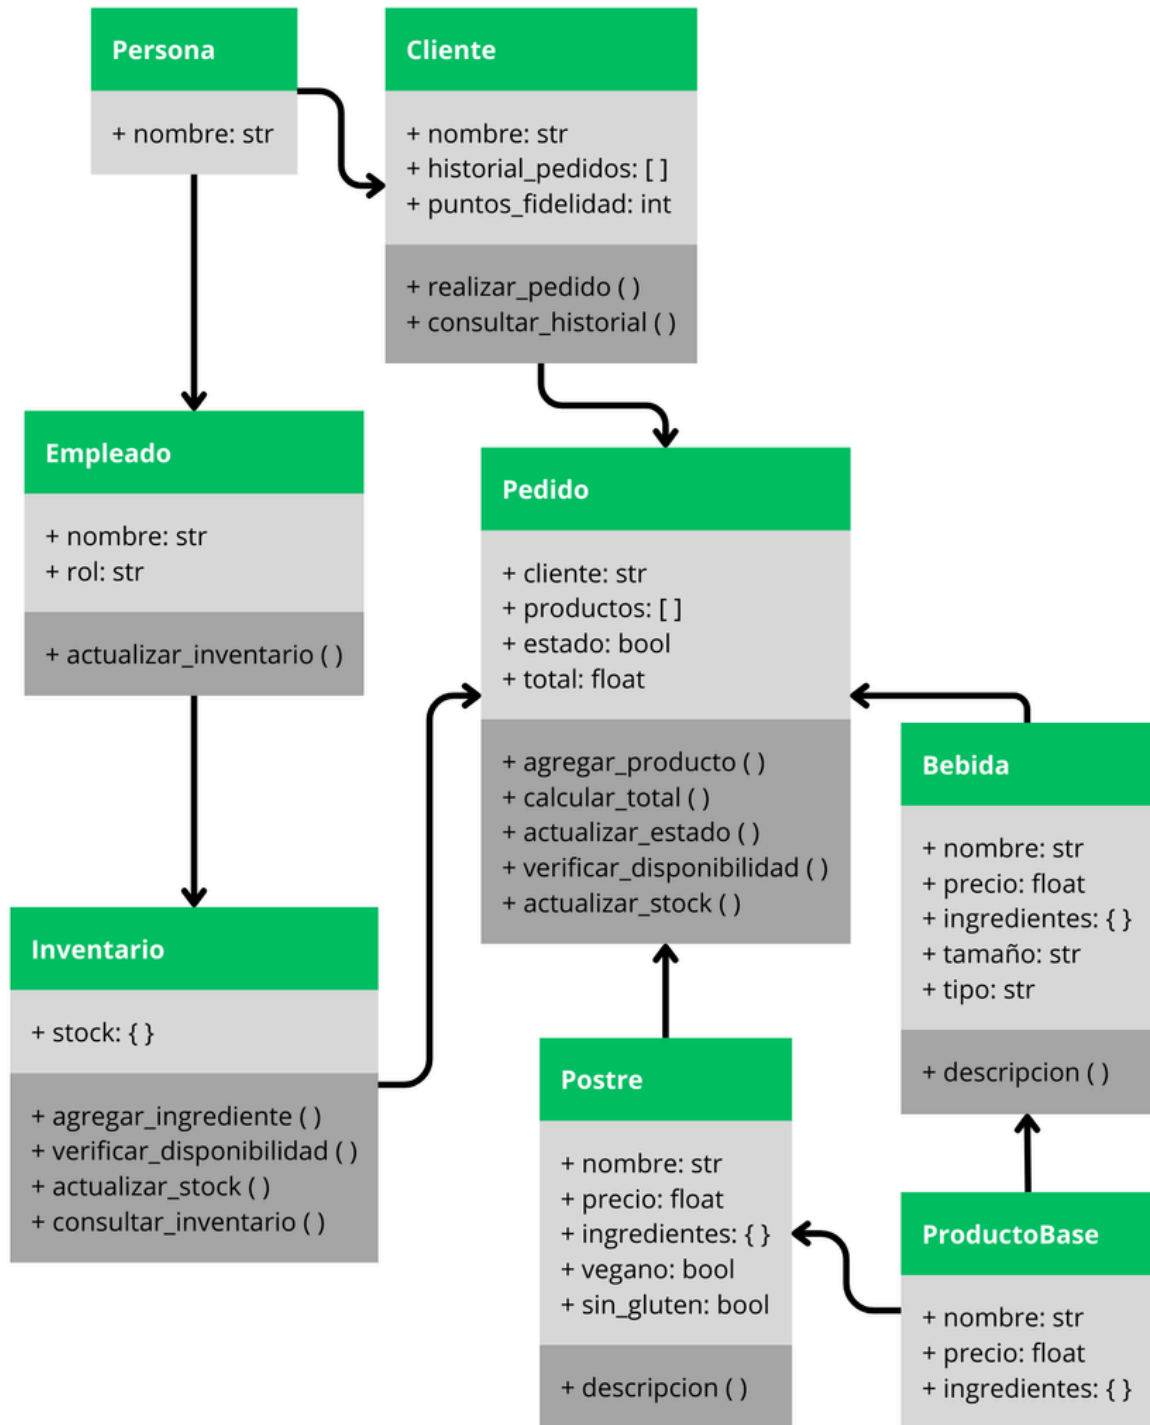 Persona
+ nombre: str
Cliente
+ nombre: str
+ historial_pedidos: [ ]
+ puntos_fidelidad: int
+ realizar_pedido ( )
+ consultar_historial ( )
Empleado
+ nombre: str
+ rol: str
+ actualizar_inventario ( )
Pedido
+ cliente: str
+ productos: [ ]
+ estado: bool
+ total: float
+ agregar_producto ( )
+ calcular_total ( )
+ actualizar_estado ( )
+ verificar_disponibilidad ( )
+ actualizar_stock ( )
Bebida
+ nombre: str
+ precio: float
+ ingredientes: { }
+ tamaño: str
+ tipo: str
+ descripcion ( )
Inventario
+ stock: { }
+ agregar_ingrediente ( )
+ verificar_disponibilidad ( )
+ actualizar_stock ( )
+ consultar_inventario ( )
Postre
+ nombre: str
+ precio: float
+ ingredientes: { }
+ vegano: bool
+ sin_gluten: bool
+ descripcion ( )
ProductoBase
+ nombre: str
+ precio: float
+ ingredientes: { }